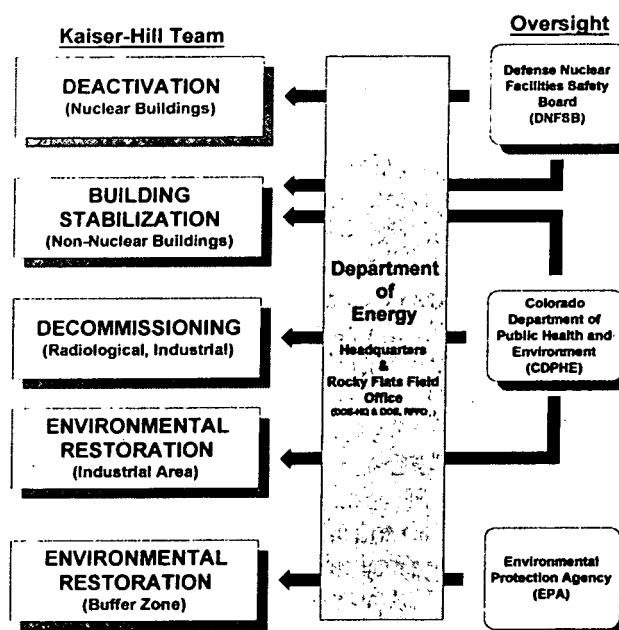 Kaiser-Hill Team
Oversight
DEACTIVATION
(Nuclear Buildings)
BUILDING
STABILIZATION
(Non-Nuclear Buildings)
DECOMMISSIONING
(Radiological, Industrial)
ENVIRONMENTAL
RESTORATION
(Industrial Area)
ENVIRONMENTAL
RESTORATION
(Buffer Zone)
Department
of
Energy
Headquarters
&
Rocky Flats Field
Office
Defense Nuclear
Facilities Safety
Board
(DNFSB)
Colorado
Department of
Public Health and
Environment
(CDPHE)
Environmental
Protection Agency
(EPA)